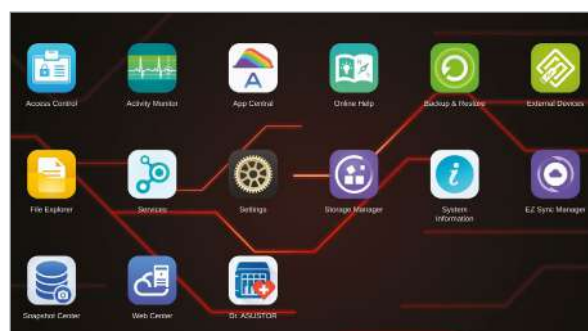 Access Control
Activity Monitor
App Central
Online Help
Backup & Restore
External Devices
File Explorer
Services
Settings
Storage Manager
System
Information
EZ Sync Manager
Snapshot Center
Web Center
Dr. ASUSTOR